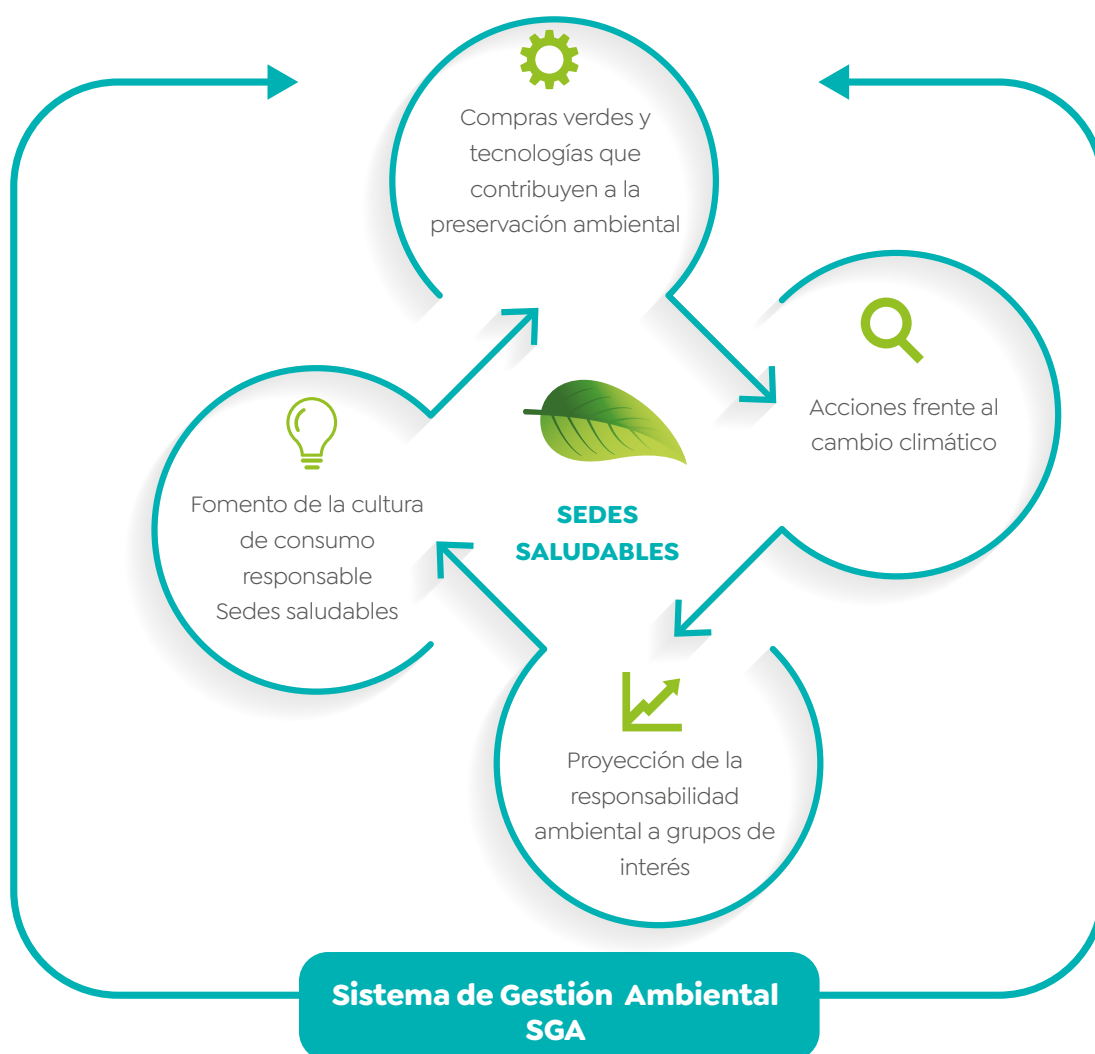 Compras verdes y
tecnologías que
contribuyen a la
preservación ambiental
Acciones frente al
cambio climático
Fomento de la cultura
de consumo
responsable
Sedes saludables
SEDES
SALUDABLES
Proyección de la
responsabilidad
ambiental a grupos de
interés
Sistema de Gestión Ambiental
SGA